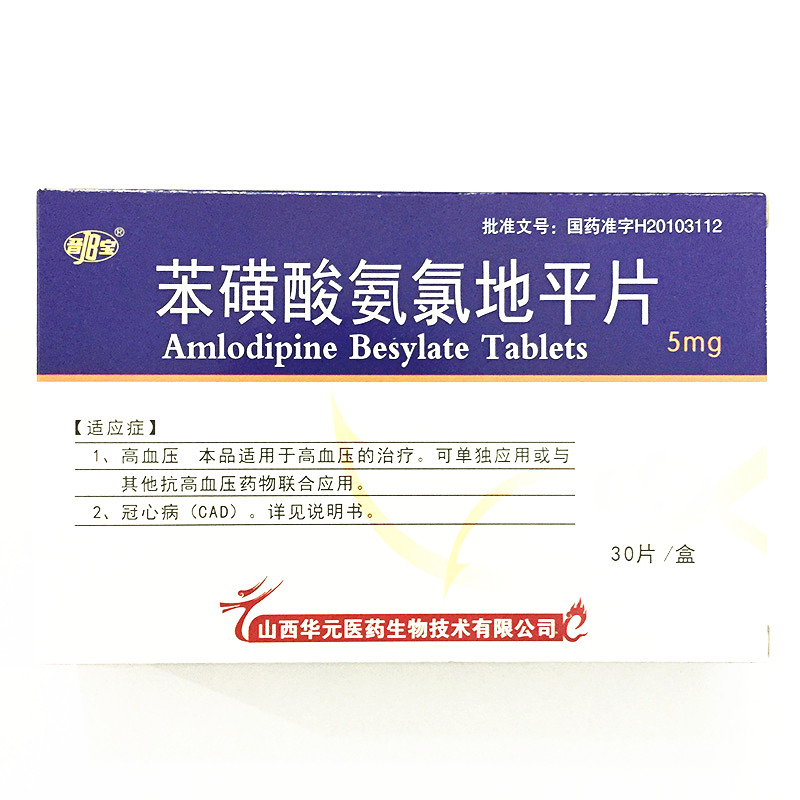 批准文号：国药准字H20103112
晋B宝®
苯磺酸氨氯地平片
Amlodipine Besylate Tablets
5mg
【适应症】
1、高血压 本品适用于高血压的治疗。可单独应用或与
其他抗高血压药物联合应用。
2、冠心病（CAD）。详见说明书。
30片/盒
山西华元医药生物技术有限公司